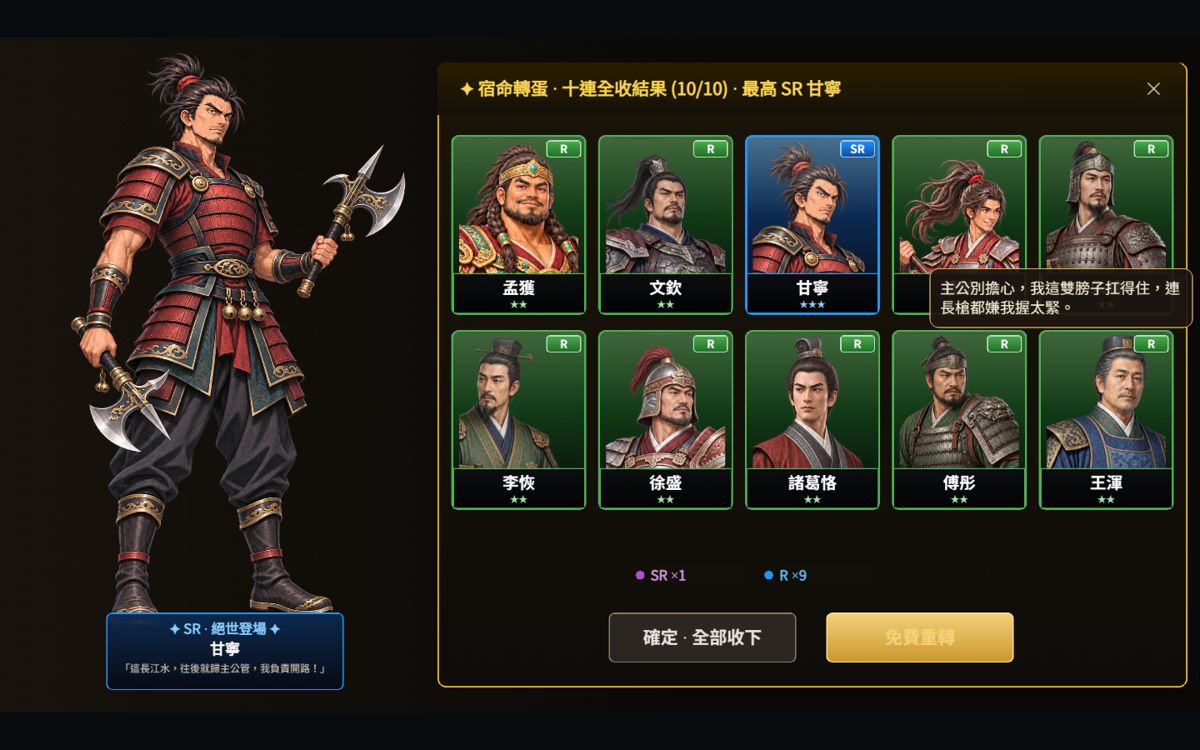 ✦ 宿命轉蛋 · 十連全收結果 (10/10) · 最高 SR 甘寧
R
R
SR
R
R
孟獲
文欽
甘寧
主公別擔心，我這雙膀子扛得住，連
長槍都嫌我握太緊。
R
R
R
R
R
李恢
徐盛
諸葛恪
傅彤
王渾
SR ×1
R ×9
確定 · 全部收下
免費重轉
✦ SR · 絕世登場 ✦
甘寧
「這長江水，往後就歸主公管，我負責開路！」